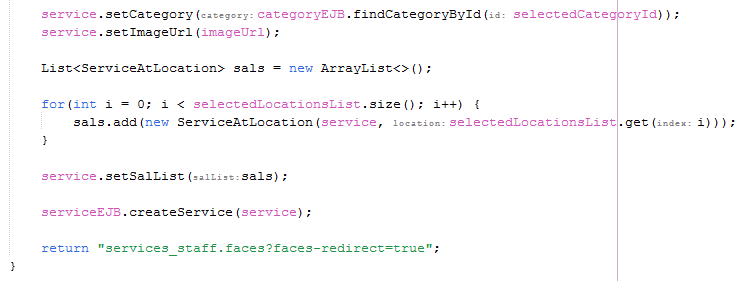 service.setCategory(category: categoryEJB.findCategoryById(id: selectedCategoryId));
service.setImageUrl(imageUrl);
List<ServiceAtLocation> sals = new ArrayList<>();
for(int i = 0; i < selectedLocationsList.size(); i++) {
sals.add(new ServiceAtLocation(service, location: selectedLocationsList.get(index: i)));
}
service.setSalList(salList: sals);
serviceEJB.createService(service);
return "services_staff.faces?faces-redirect=true";
}